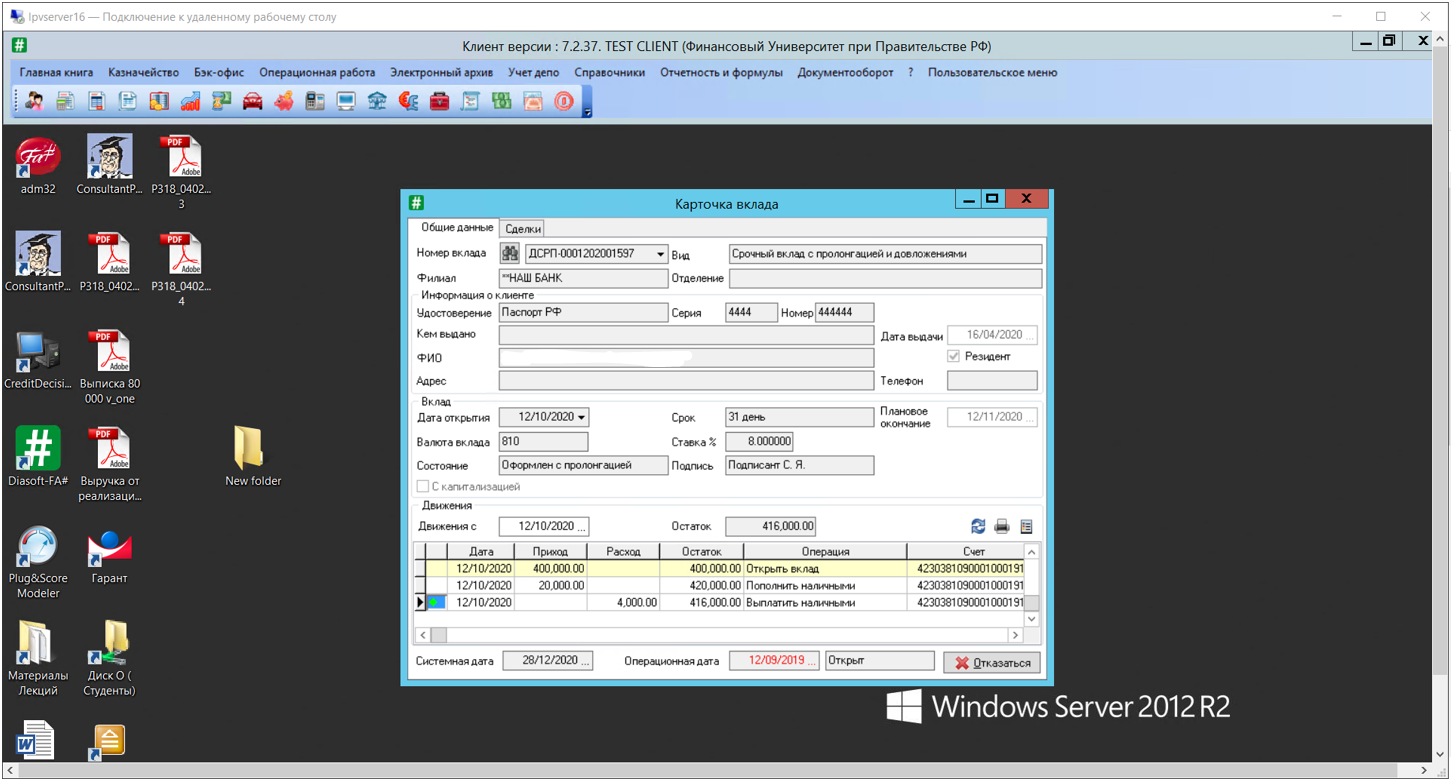 lpvserver16 — Подключение к удаленному рабочему столу
Клиент версии : 7.2.37. TEST CLIENT (Финансовый Университет при Правительстве РФ)
Главная книга Казначейство Бэк-офис Операционная работа Электронный архив Учет депо Справочники Отчетность и формулы Документооборот ? Пользовательское меню
adm32
ConsultantP...
P318_0402...
3
ConsultantP...
P318_0402...
P318_0402...
4
CreditDecisi...
Выписка 80
000 v_one
Diasoft-FA#
Выручка от
реализаци...
New folder
Plug&Score
Modeler
Гарант
Материалы
Лекций
Диск O (
Студенты)
Карточка вклада
Общие данные Сделки
Номер вклада ДСРП-0001202001597 Вид Срочный вклад с пролонгацией и довложениями
Филиал **НАШ БАНК Отделение
Информация о клиенте
Удостоверение Паспорт РФ Серия 4444 Номер 444444
Кем выдано Дата выдачи 16/04/2020 ...
ФИО Резидент
Адрес Телефон
Вклад
Дата открытия 12/10/2020 Срок 31 день Плановое окончание 12/11/2020 ...
Валюта вклада 810 Ставка % 8.000000
Состояние Оформлен с пролонгацией Подпись Подписант С. Я.
С капитализацией
Движения
Движения с 12/10/2020 ... Остаток 416,000.00
Дата Приход Расход Остаток Операция Счет
12/10/2020 400,000.00 400,000.00 Открыть вклад 4230381090001000191
12/10/2020 20,000.00 420,000.00 Пополнить наличными 4230381090001000191
12/10/2020 4,000.00 416,000.00 Выплатить наличными 4230381090001000191
Системная дата 28/12/2020 ... Операционная дата 12/09/2019 ... Открыт Отказаться
Windows Server 2012 R2